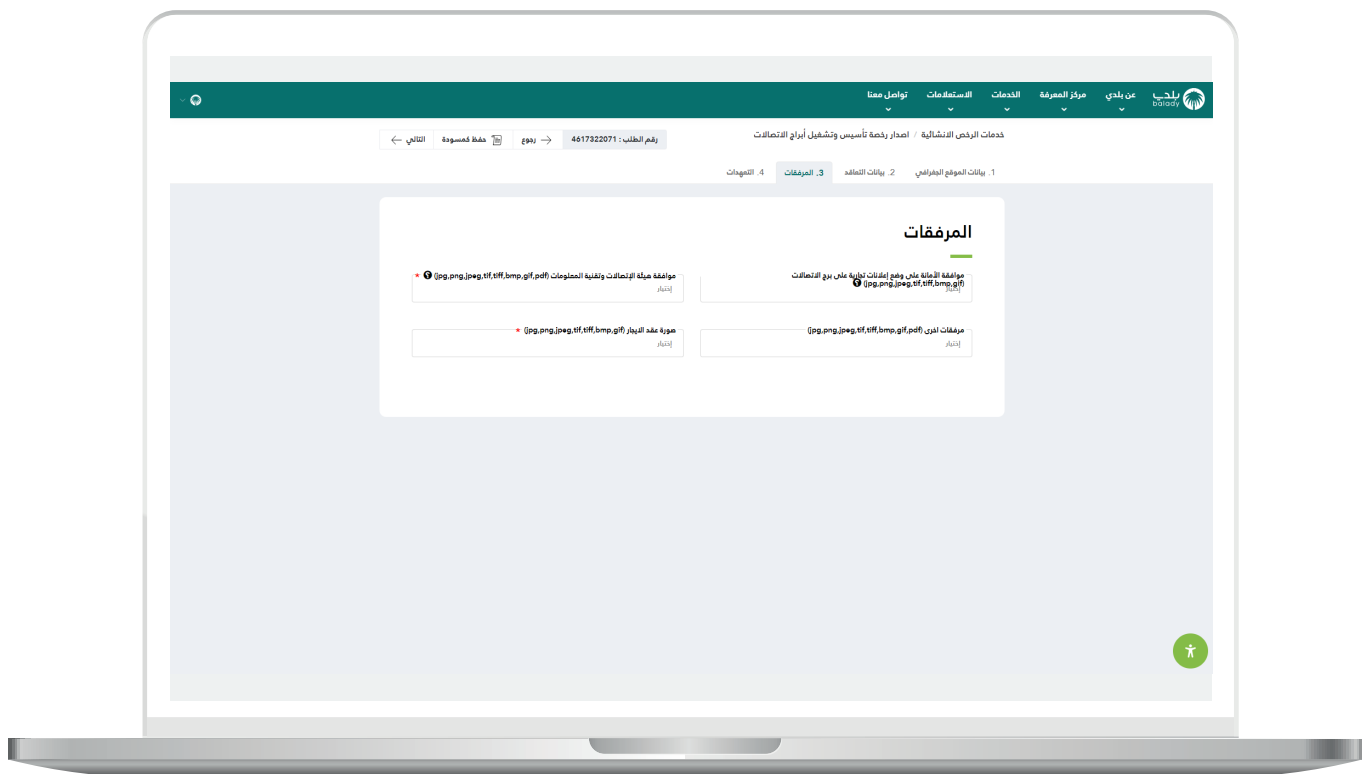 بلدي balady
عن بلدي مركز المعرفة الخدمات الاستعلامات تواصل معنا
خدمات الرخص الانشائية / اصدار رخصة تأسيس وتشغيل أبراج الاتصالات
رقم الطلب : 4617322071 رجوع حفظ كمسودة التالي
1. بيانات الموقع الجغرافي 2. بيانات التعاقد 3. المرفقات 4. التعهدات
المرفقات
موافقة الأمانة على وضع إعلانات تجارية على برج الاتصالات
(jpg,png,jpeg,tif,tiff,bmp,gif)
إختيار
موافقة هيئة الإتصالات وتقنية المعلومات (jpg,png,jpeg,tif,tiff,bmp,gif,pdf) *
إختيار
مرفقات اخرى (jpg,png,jpeg,tif,tiff,bmp,gif,pdf)
إختيار
صورة عقد الايجار (jpg,png,jpeg,tif,tiff,bmp,gif) *
إختيار